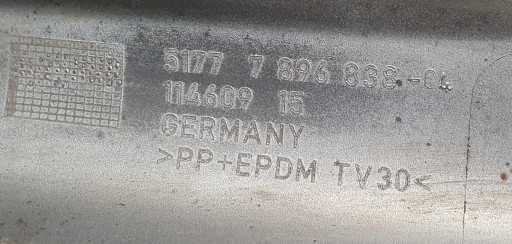 5177 7 896 838-04
114609 15
GERMANY
>PP+EPDM TV30<